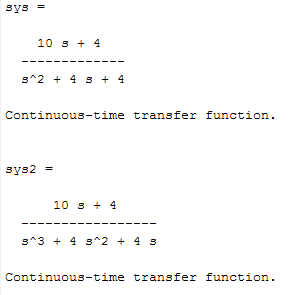 sys =
10 s + 4
-------------
s^2 + 4 s + 4
Continuous-time transfer function.
sys2 =
10 s + 4
-----------------
s^3 + 4 s^2 + 4 s
Continuous-time transfer function.